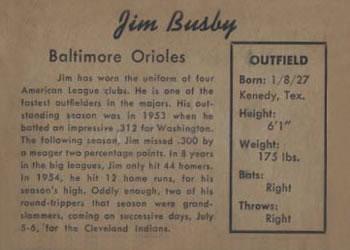 Jim Busby
Baltimore Orioles
Jim has worn the uniform of four
American League clubs. He is one of the
fastest outfielders in the majors. His out-
standing season was in 1953 when he
batted an impressive .312 for Washington.
The following season, Jim missed .300 by
a meager two percentage points. In 8 years
in the big leagues, Jim only hit 44 homers.
In 1954, he hit 12 home runs, for his
season's high. Oddly enough, two of his
round-trippers that season were grand-
slammers, coming on successive days, July
5-6, for the Cleveland Indians.
OUTFIELD
Born: 1/8/27
Kenedy, Tex.
Height:
6'1"
Weight:
175 lbs.
Bats:
Right
Throws:
Right